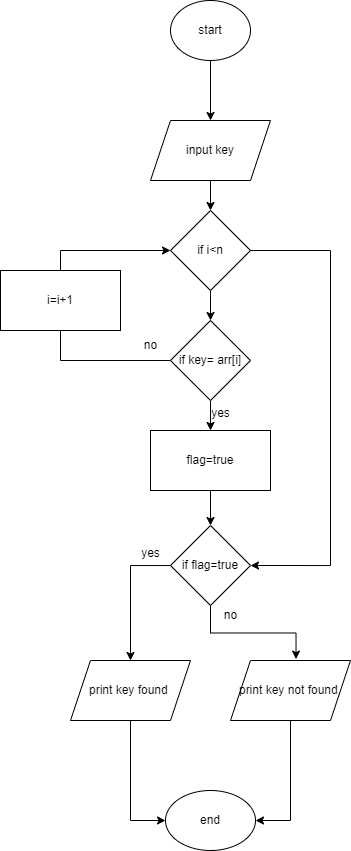 start
input key
if i<n
i=i+1
no
if key= arr[i]
yes
flag=true
yes
if flag=true
no
print key found
print key not found
end